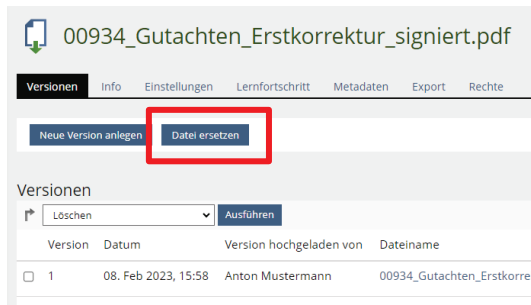 00934_Gutachten_Erstkorrektur_signiert.pdf
Versionen Info Einstellungen Lernfortschritt Metadaten Export Rechte
Neue Version anlegen Datei ersetzen
Versionen
Löschen Ausführen
Version Datum Version hochgeladen von Dateiname
1 08. Feb 2023, 15:58 Anton Mustermann 00934_Gutachten_Erstkorre